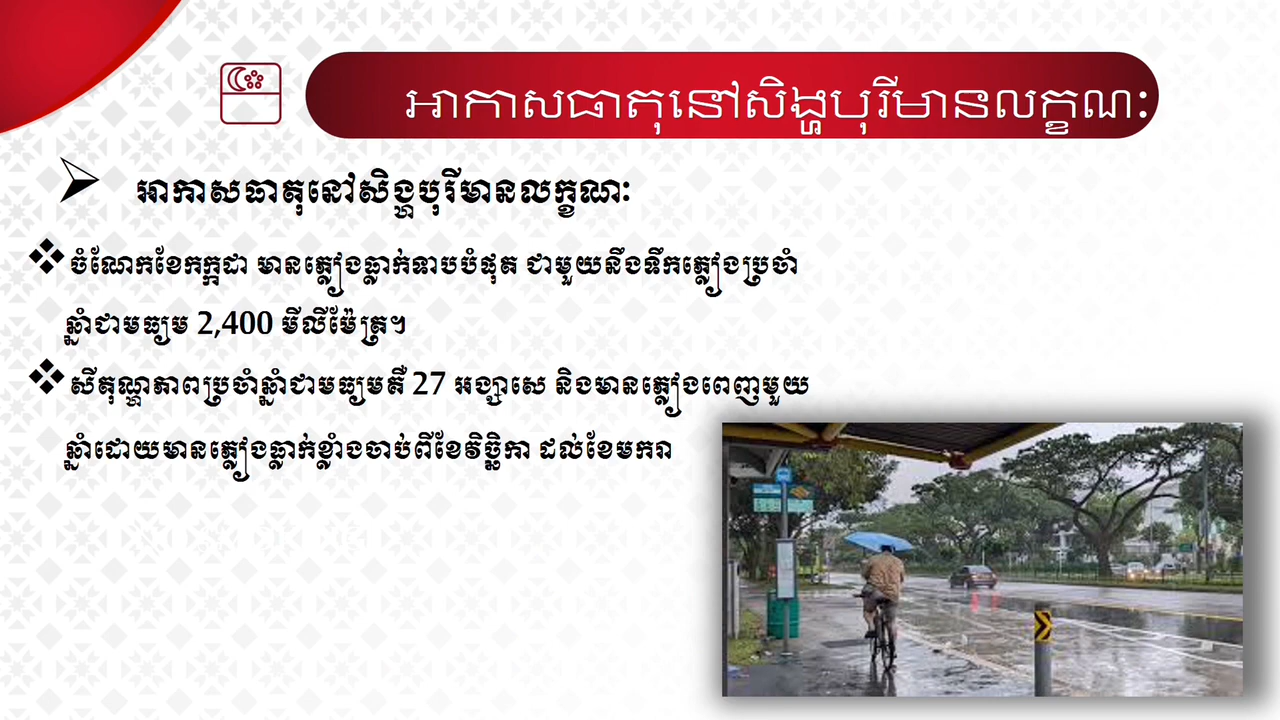 អាកាសធាតុនៅសិង្ហបុរីមានលក្ខណៈ
អាកាសធាតុនៅសិង្ហបុរីមានលក្ខណៈ
ចំណែកខែកក្កដា មានភ្លៀងធ្លាក់ទាបបំផុត ជាមួយនឹងទឹកភ្លៀងប្រចាំ
ឆ្នាំជាមធ្យម 2,400 មីលីម៉ែត្រ។
សីតុណ្ហភាពប្រចាំឆ្នាំជាមធ្យមគឺ 27 អង្សាសេ និងមានភ្លៀងពេញមួយ
ឆ្នាំដោយមានភ្លៀងធ្លាក់ខ្លាំងចាប់ពីខែវិច្ឆិកា ដល់ខែមករា